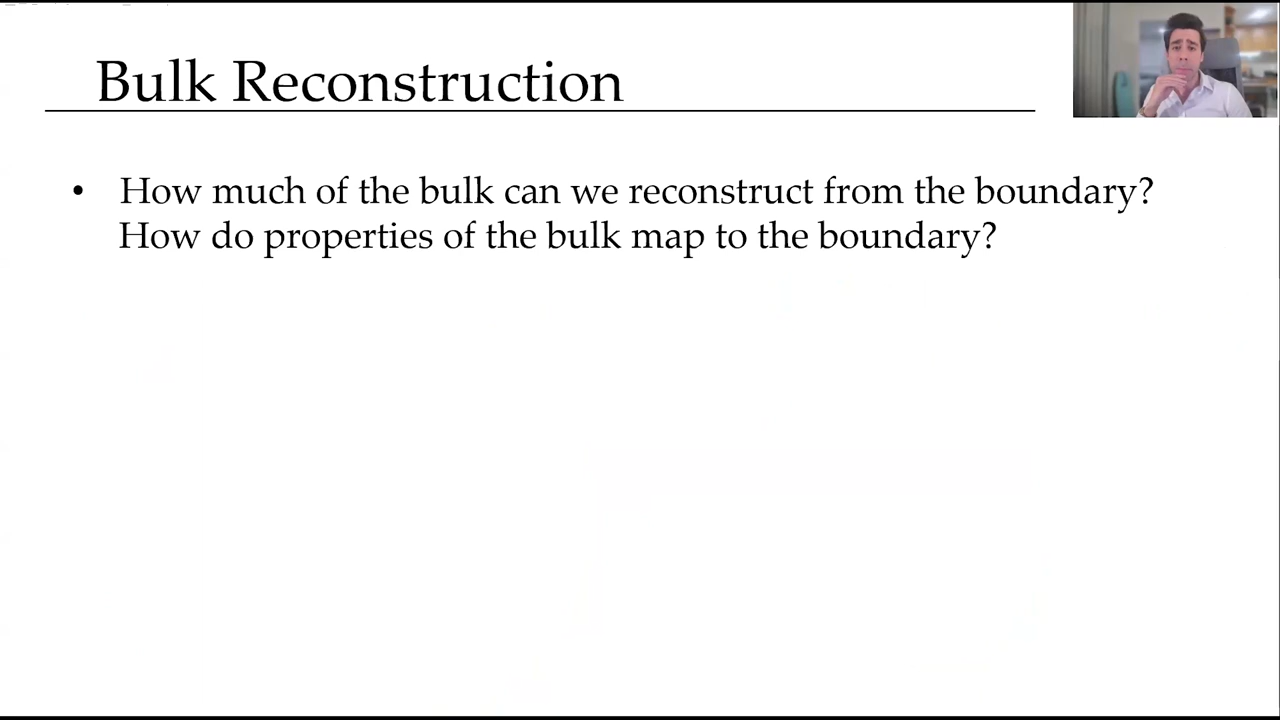 Bulk Reconstruction
• How much of the bulk can we reconstruct from the boundary?
How do properties of the bulk map to the boundary?